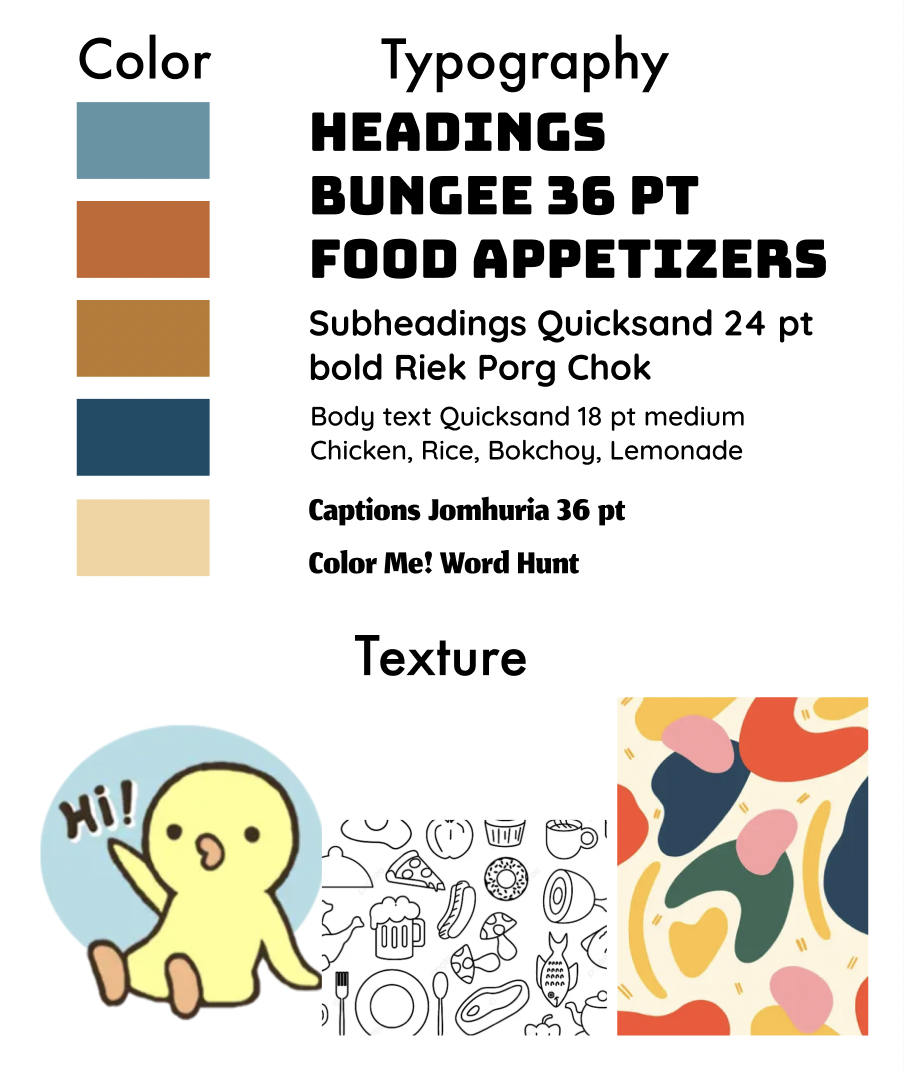 Color
Typography
HEADINGS
BUNGEE 36 PT
FOOD APPETIZERS
Subheadings Quicksand 24 pt
bold Riek Porg Chok
Body text Quicksand 18 pt medium
Chicken, Rice, Bokchoy, Lemonade
Captions Jomhuria 36 pt
Color Me! Word Hunt
Texture
Hi!